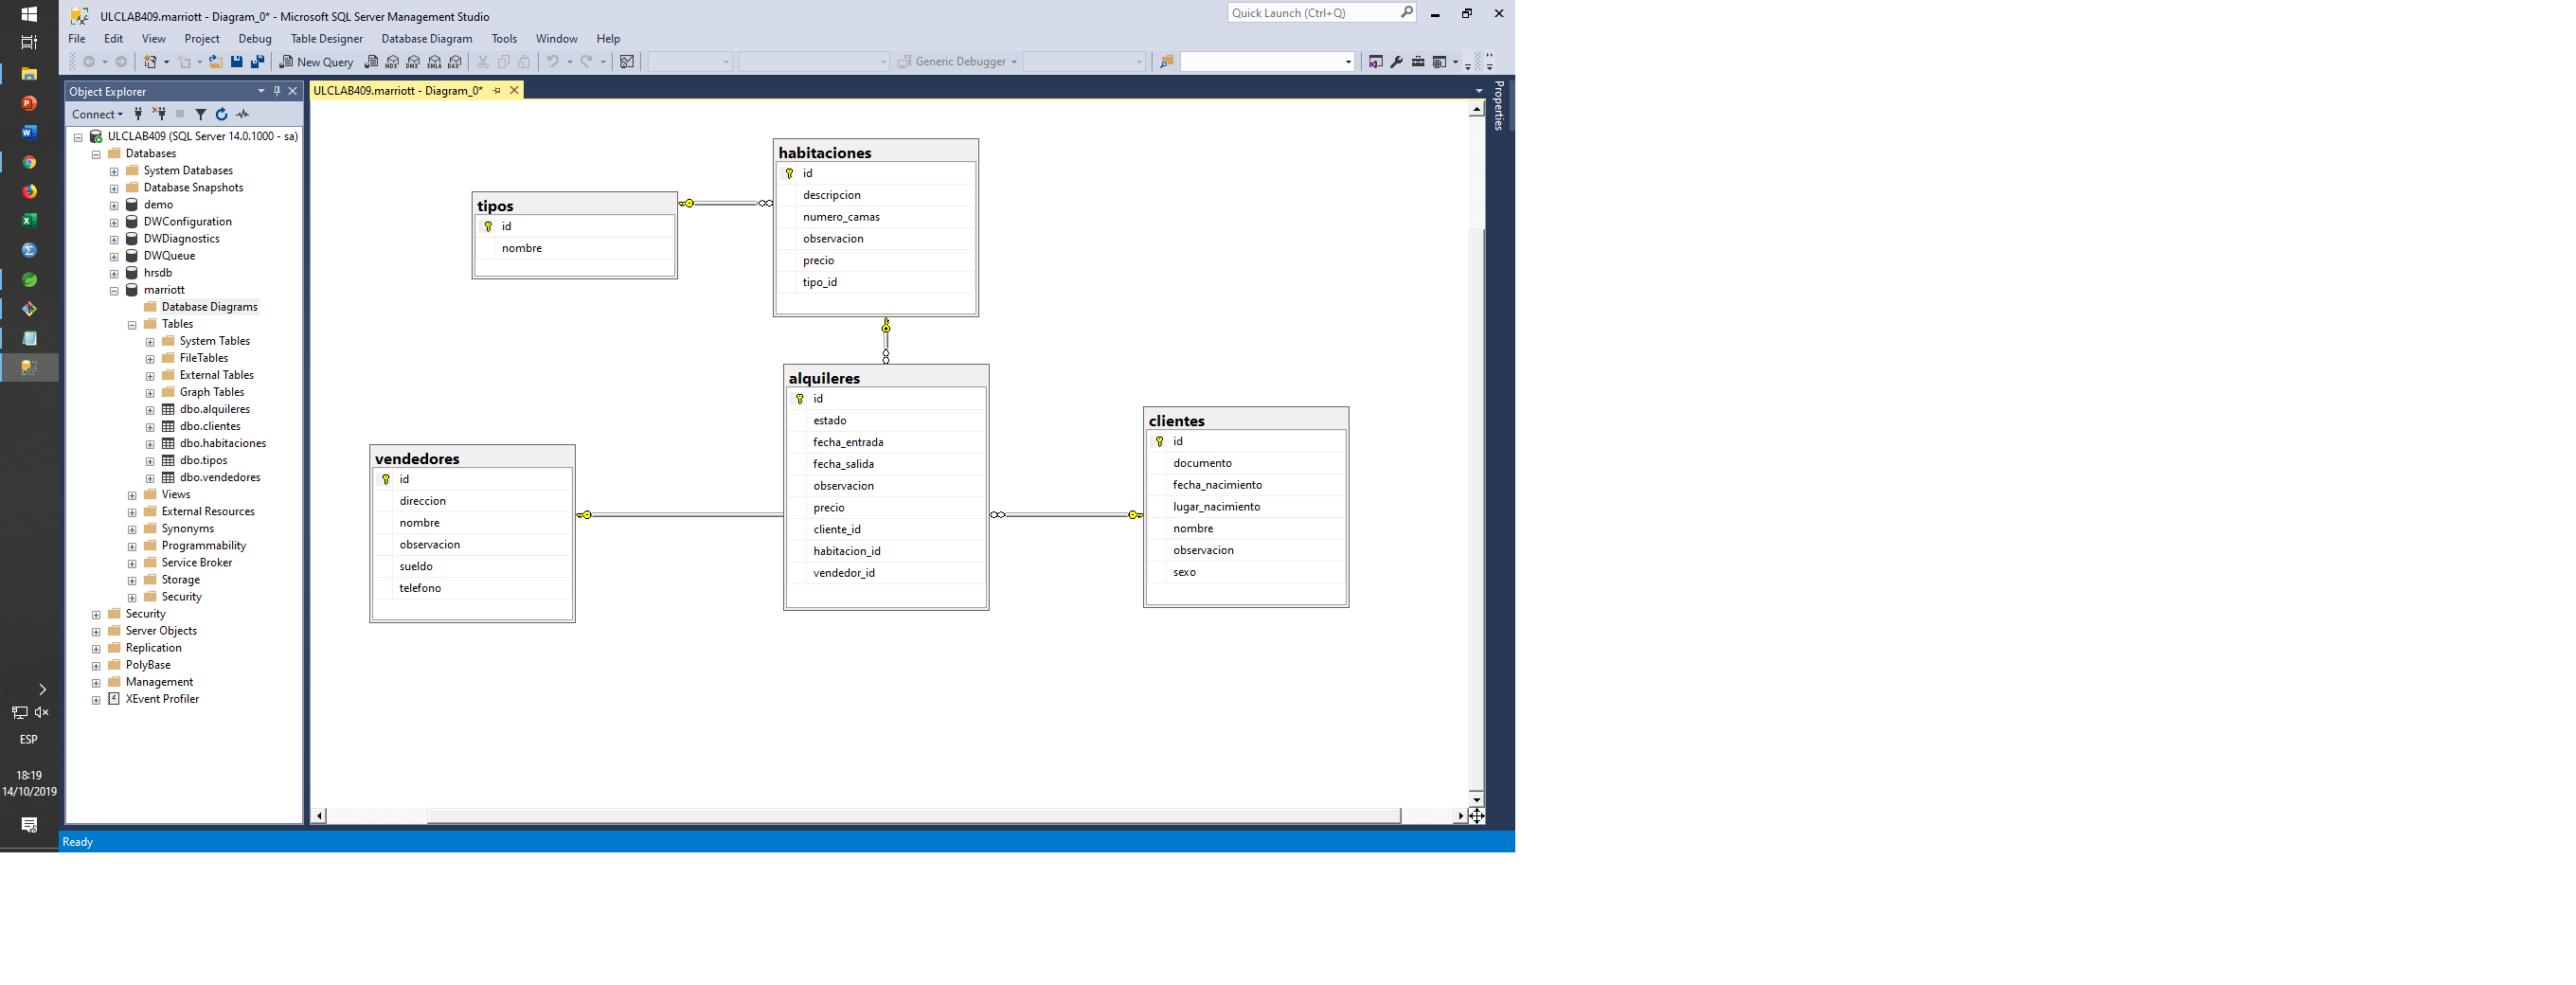 ULCLAB409.marriott - Diagram_0* - Microsoft SQL Server Management Studio
Quick Launch (Ctrl+Q)
File Edit View Project Debug Table Designer Database Diagram Tools Window Help
New Query MDX DMX XMLA DAX Generic Debugger
Object Explorer
Connect
ULCLAB409 (SQL Server 14.0.1000 - sa)
Databases
System Databases
Database Snapshots
demo
DWConfiguration
DWDiagnostics
DWQueue
hrsdb
marriott
Database Diagrams
Tables
System Tables
FileTables
External Tables
Graph Tables
dbo.alquileres
dbo.clientes
dbo.habitaciones
dbo.tipos
dbo.vendedores
Views
External Resources
Synonyms
Programmability
Service Broker
Storage
Security
Security
Server Objects
Replication
PolyBase
Management
XEvent Profiler
ULCLAB409.marriott - Diagram_0*
Properties
habitaciones
id
descripcion
numero_camas
observacion
precio
tipo_id
tipos
id
nombre
alquileres
id
estado
fecha_entrada
fecha_salida
observacion
precio
cliente_id
habitacion_id
vendedor_id
vendedores
id
direccion
nombre
observacion
sueldo
telefono
clientes
id
documento
fecha_nacimiento
lugar_nacimiento
nombre
observacion
sexo
ESP
18:19
14/10/2019
Ready